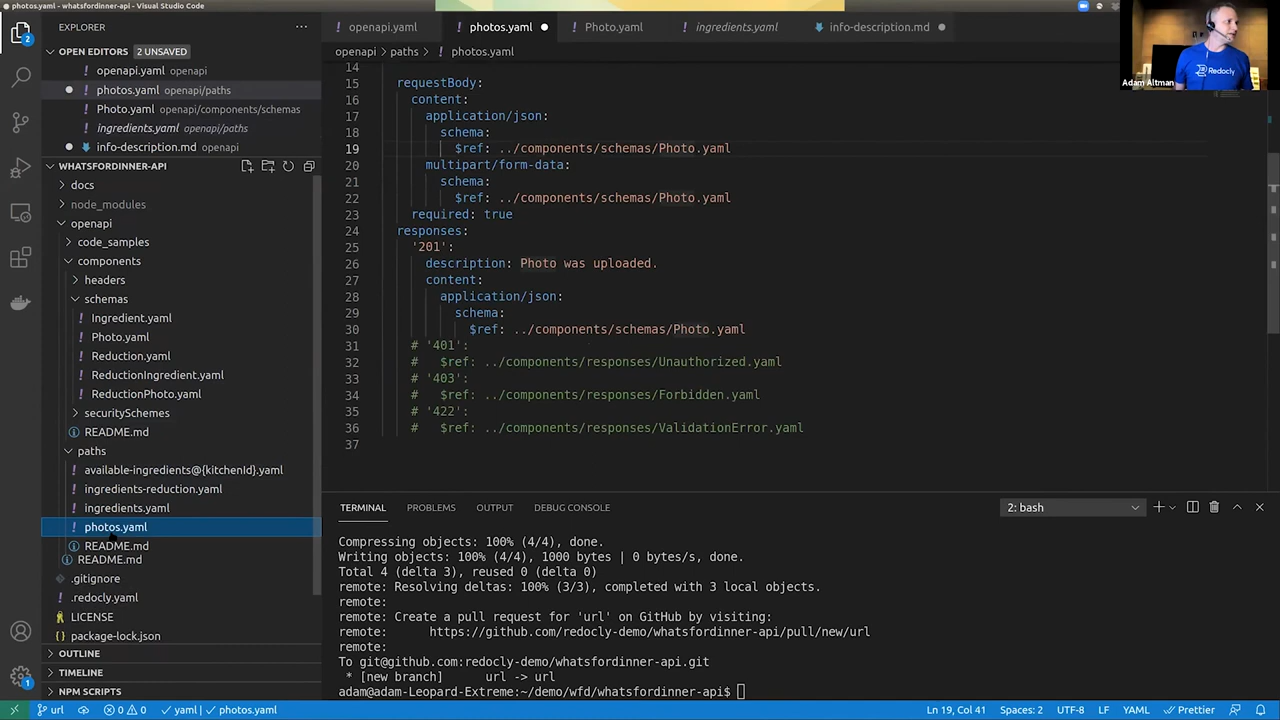 photos.yaml - whatsfordinner-api - Visual Studio Code
EXPLORER
OPEN EDITORS 2 UNSAVED
openapi.yaml openapi
photos.yaml openapi/paths
Photo.yaml openapi/components/schemas
ingredients.yaml openapi/paths
info-description.md openapi
WHATSFORDINNER-API
docs
node_modules
openapi
code_samples
components
headers
schemas
Ingredient.yaml
Photo.yaml
Reduction.yaml
ReductionIngredient.yaml
ReductionPhoto.yaml
securitySchemes
README.md
paths
available-ingredients@{kitchenId}.yaml
ingredients-reduction.yaml
ingredients.yaml
photos.yaml
README.md
README.md
.gitignore
.redocly.yaml
LICENSE
package-lock.json
OUTLINE
TIMELINE
NPM SCRIPTS
2
1
openapi.yaml photos.yaml Photo.yaml ingredients.yaml info-description.md
openapi > paths > photos.yaml
14
15 requestBody:
16 content:
17 application/json:
18 schema:
19 $ref: ../components/schemas/Photo.yaml
20 multipart/form-data:
21 schema:
22 $ref: ../components/schemas/Photo.yaml
23 required: true
24 responses:
25 '201':
26 description: Photo was uploaded.
27 content:
28 application/json:
29 schema:
30 $ref: ../components/schemas/Photo.yaml
31 # '401':
32 # $ref: ../components/responses/Unauthorized.yaml
33 # '403':
34 # $ref: ../components/responses/Forbidden.yaml
35 # '422':
36 # $ref: ../components/responses/ValidationError.yaml
37
Redocly
Adam Altman
TERMINAL PROBLEMS OUTPUT DEBUG CONSOLE 2: bash
Compressing objects: 100% (4/4), done.
Writing objects: 100% (4/4), 1000 bytes | 0 bytes/s, done.
Total 4 (delta 3), reused 0 (delta 0)
remote: Resolving deltas: 100% (3/3), completed with 3 local objects.
remote:
remote: Create a pull request for 'url' on GitHub by visiting:
remote: https://github.com/redocly-demo/whatsfordinner-api/pull/new/url
remote:
To git@github.com:redocly-demo/whatsfordinner-api.git
* [new branch] url -> url
adam@adam-Leopard-Extreme:~/demo/wfd/whatsfordinner-api$
url 0 0 yaml photos.yaml Ln 19, Col 41 Spaces: 2 UTF-8 LF YAML Prettier